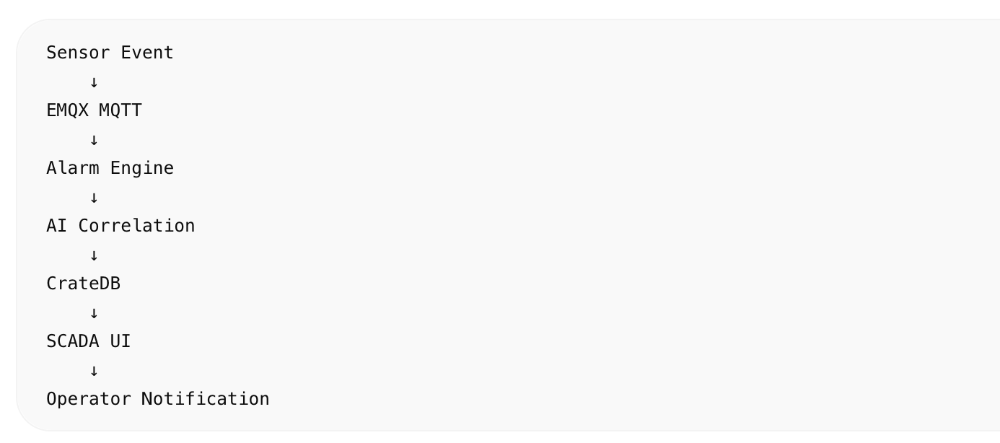 Sensor Event
↓
EMQX MQTT
↓
Alarm Engine
↓
AI Correlation
↓
CrateDB
↓
SCADA UI
↓
Operator Notification